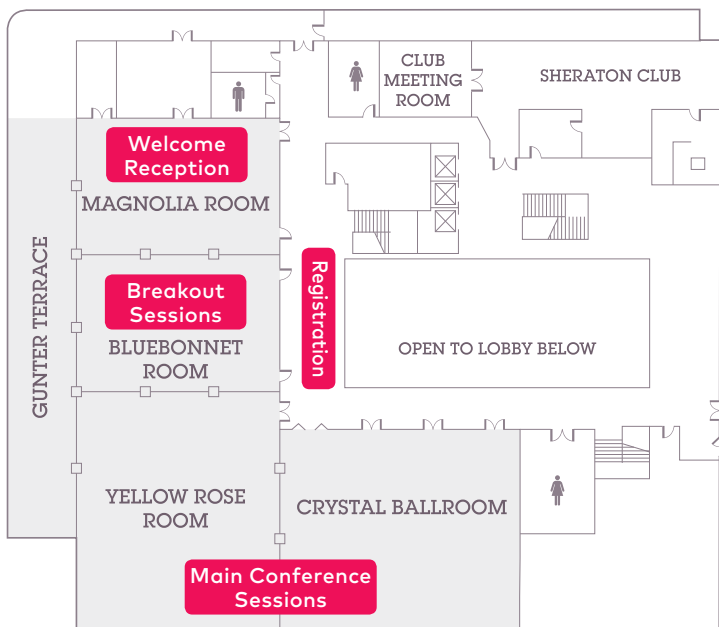 CLUB
MEETING
ROOM
SHERATON CLUB
Welcome
Reception
MAGNOLIA ROOM
GUNTER TERRACE
Breakout
Sessions
BLUEBONNET
ROOM
Registration
OPEN TO LOBBY BELOW
YELLOW ROSE
ROOM
CRYSTAL BALLROOM
Main Conference
Sessions